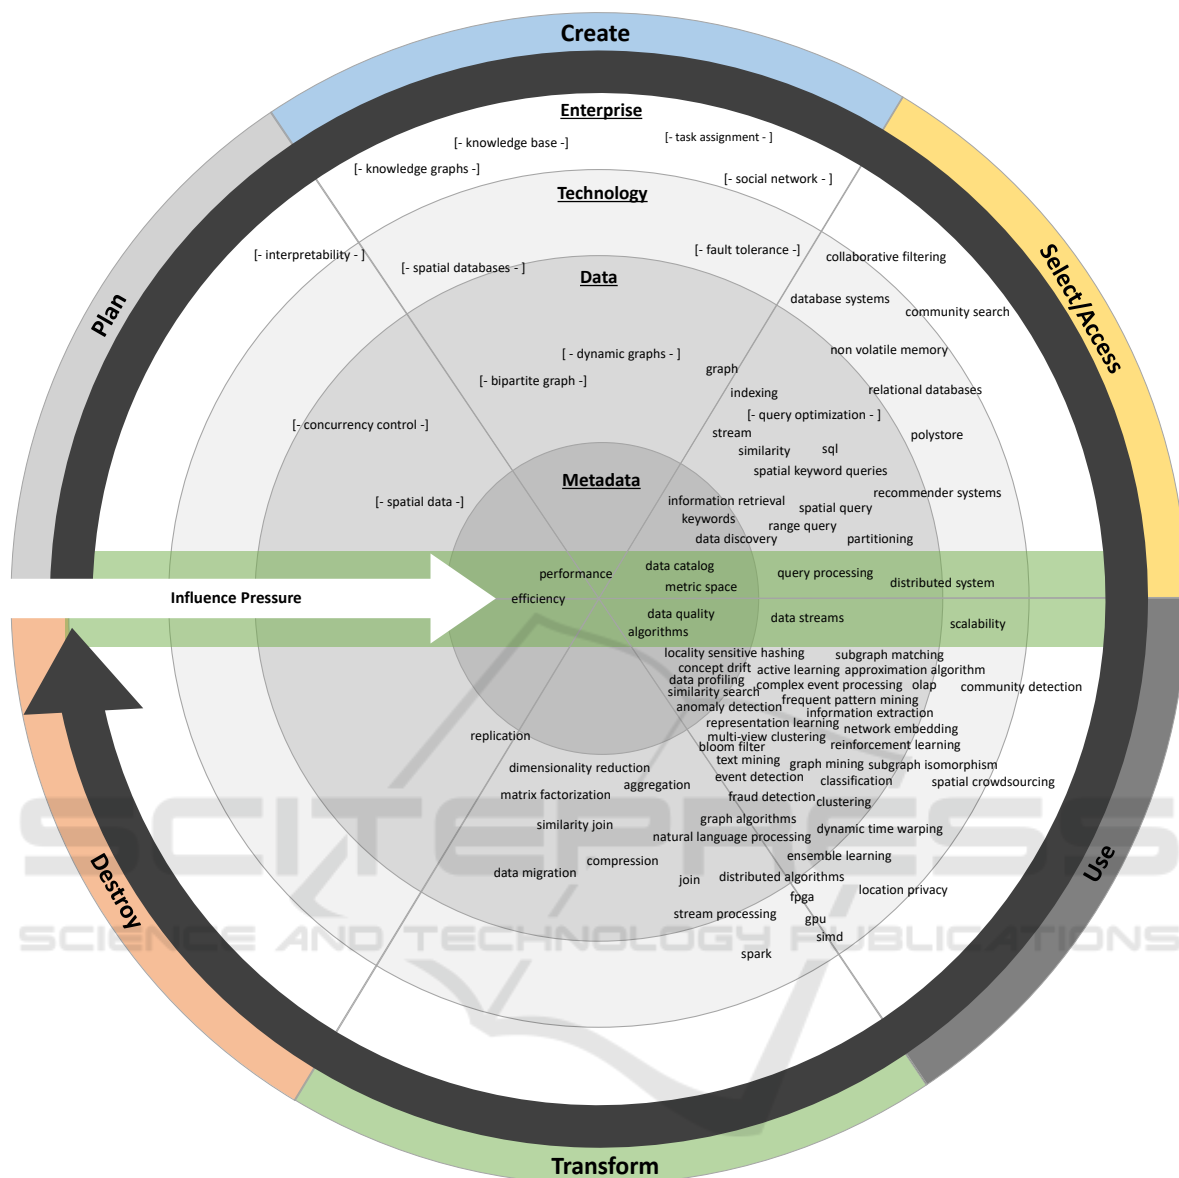 Create
Enterprise
[- task assignment - ]
[- knowledge base -]
[- knowledge graphs -]
[- social network - ]
Technology
[- interpretability - ]
[- fault tolerance -]
collaborative filtering
[- spatial databases - ]
Data
Select/Access
database systems
community search
Plan
non volatile memory
[ - dynamic graphs - ]
graph
[- bipartite graph -]
indexing
relational databases
[- query optimization - ]
[- concurrency control -]
stream
polystore
similarity
sql
spatial keyword queries
Metadata
recommender systems
[- spatial data -]
information retrieval
spatial query
keywords
range query
data discovery
partitioning
data catalog
performance
query processing
distributed system
metric space
Influence Pressure
efficiency
data quality
data streams
scalability
algorithms
locality sensitive hashing
subgraph matching
concept drift
active learning
approximation algorithm
data profiling
complex event processing
olap
community detection
similarity search
frequent pattern mining
anomaly detection
information extraction
representation learning
network embedding
replication
multi-view clustering
bloom filter
reinforcement learning
text mining
graph mining
subgraph isomorphism
dimensionality reduction
event detection
classification
spatial crowdsourcing
aggregation
matrix factorization
fraud detection
clustering
graph algorithms
similarity join
natural language processing
dynamic time warping
SCITEPRESS
compression
ensemble learning
Use
data migration
join
distributed algorithms
Destroy
location privacy
fpga
stream processing
gpu
simd
SCIENCE AND TECHNOLOGY PUBLICATIONS
spark
Transform